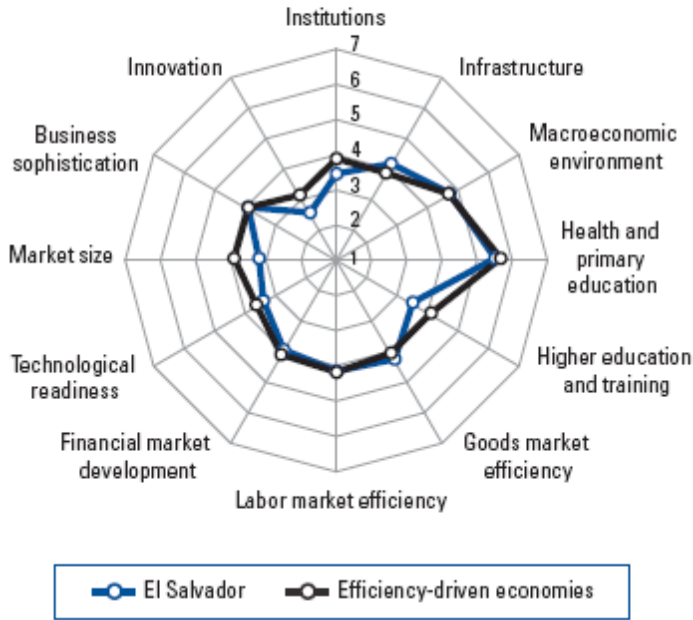 Institutions
Innovation
7
Infrastructure
6
Business
sophistication
5
Macroeconomic
environment
4
3
2
Market size
1
Health and
primary
education
Technological
readiness
Higher education
and training
Financial market
development
Goods market
efficiency
Labor market efficiency
El Salvador
Efficiency-driven economies